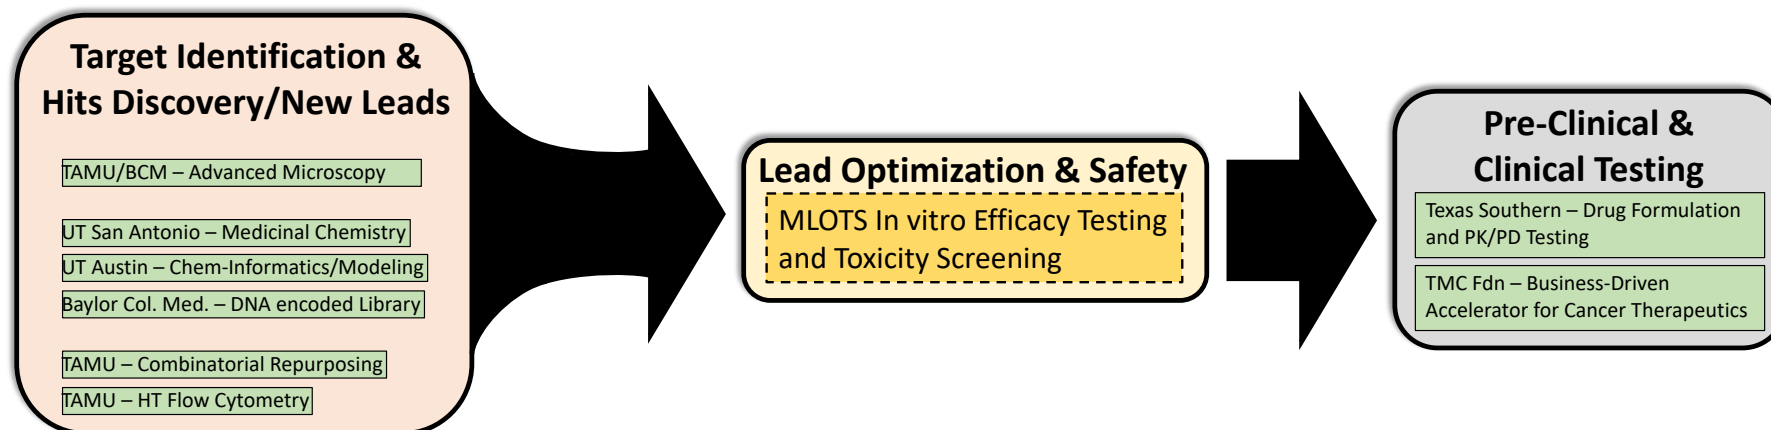 Target Identification &
Hits Discovery/New Leads
TAMU/BCM – Advanced Microscopy
UT San Antonio – Medicinal Chemistry
UT Austin – Chem-Informatics/Modeling
Baylor Col. Med. – DNA encoded Library
TAMU – Combinatorial Repurposing
TAMU – HT Flow Cytometry
Lead Optimization & Safety
MLOTS In vitro Efficacy Testing
and Toxicity Screening
Pre-Clinical &
Clinical Testing
Texas Southern – Drug Formulation
and PK/PD Testing
TMC Fdn – Business-Driven
Accelerator for Cancer Therapeutics